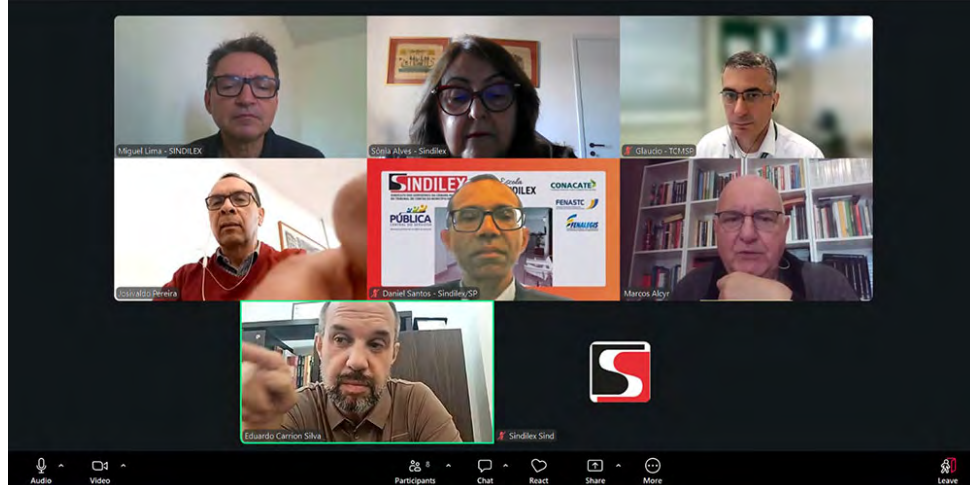 Miguel Lima - SINDILEX
Sônia Alves - Sindilex
Glaucio - TCMSP
Josivaldo Pereira
SINDILEX
Escola
CONACATE
PÚBLICA
FENASTC
FENALEGIS
Daniel Santos - Sindilex/SP
Marcos Alcyr
Eduardo Carrion Silva
Sindilex Sind
Audio
Video
Participants
8
Chat
React
Share
More
Leave